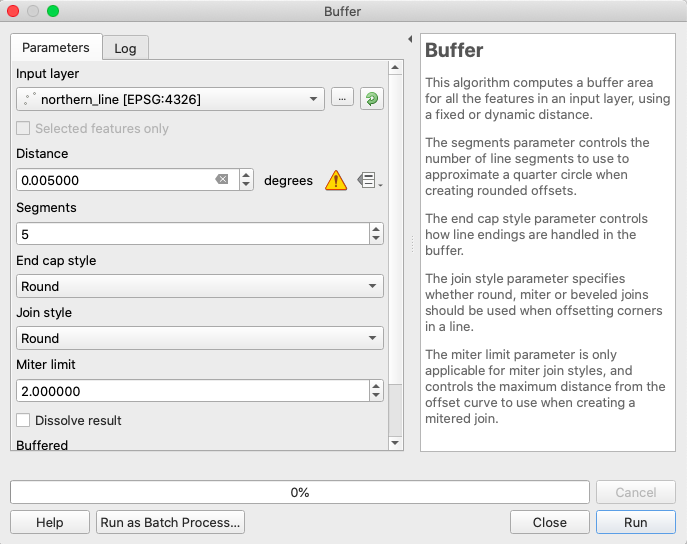 Buffer
Parameters
Log
Input layer
northern_line [EPSG:4326]
...
Selected features only
Distance
0.005000
degrees
Segments
5
End cap style
Round
Join style
Round
Miter limit
2.000000
Dissolve result
Buffered
Buffer
This algorithm computes a buffer area
for all the features in an input layer, using
a fixed or dynamic distance.
The segments parameter controls the
number of line segments to use to
approximate a quarter circle when
creating rounded offsets.
The end cap style parameter controls
how line endings are handled in the
buffer.
The join style parameter specifies
whether round, miter or beveled joins
should be used when offsetting corners
in a line.
The miter limit parameter is only
applicable for miter join styles, and
controls the maximum distance from the
offset curve to use when creating a
mitered join.
0%
Cancel
Help
Run as Batch Process...
Close
Run